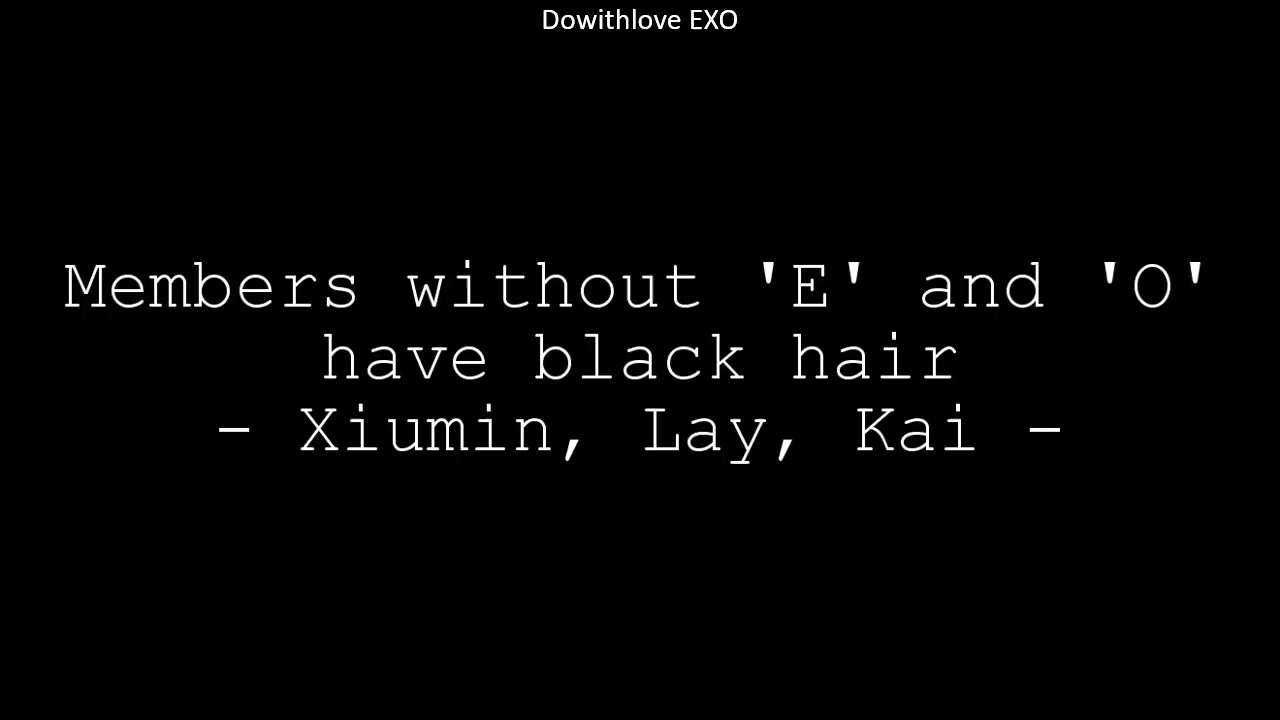 Dowithlove EXO
Members without 'E' and 'O'
have black hair
- Xiumin, Lay, Kai -